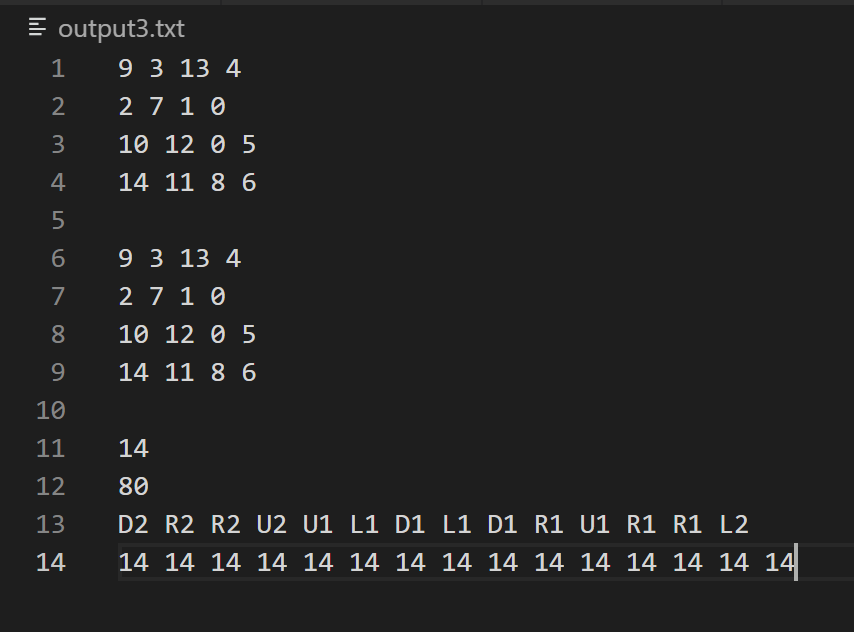 output3.txt
1 9 3 13 4
2 2 7 1 0
3 10 12 0 5
4 14 11 8 6
5
6 9 3 13 4
7 2 7 1 0
8 10 12 0 5
9 14 11 8 6
10
11 14
12 80
13 D2 R2 R2 U2 U1 L1 D1 L1 D1 R1 U1 R1 R1 L2
14 14 14 14 14 14 14 14 14 14 14 14 14 14 14 14